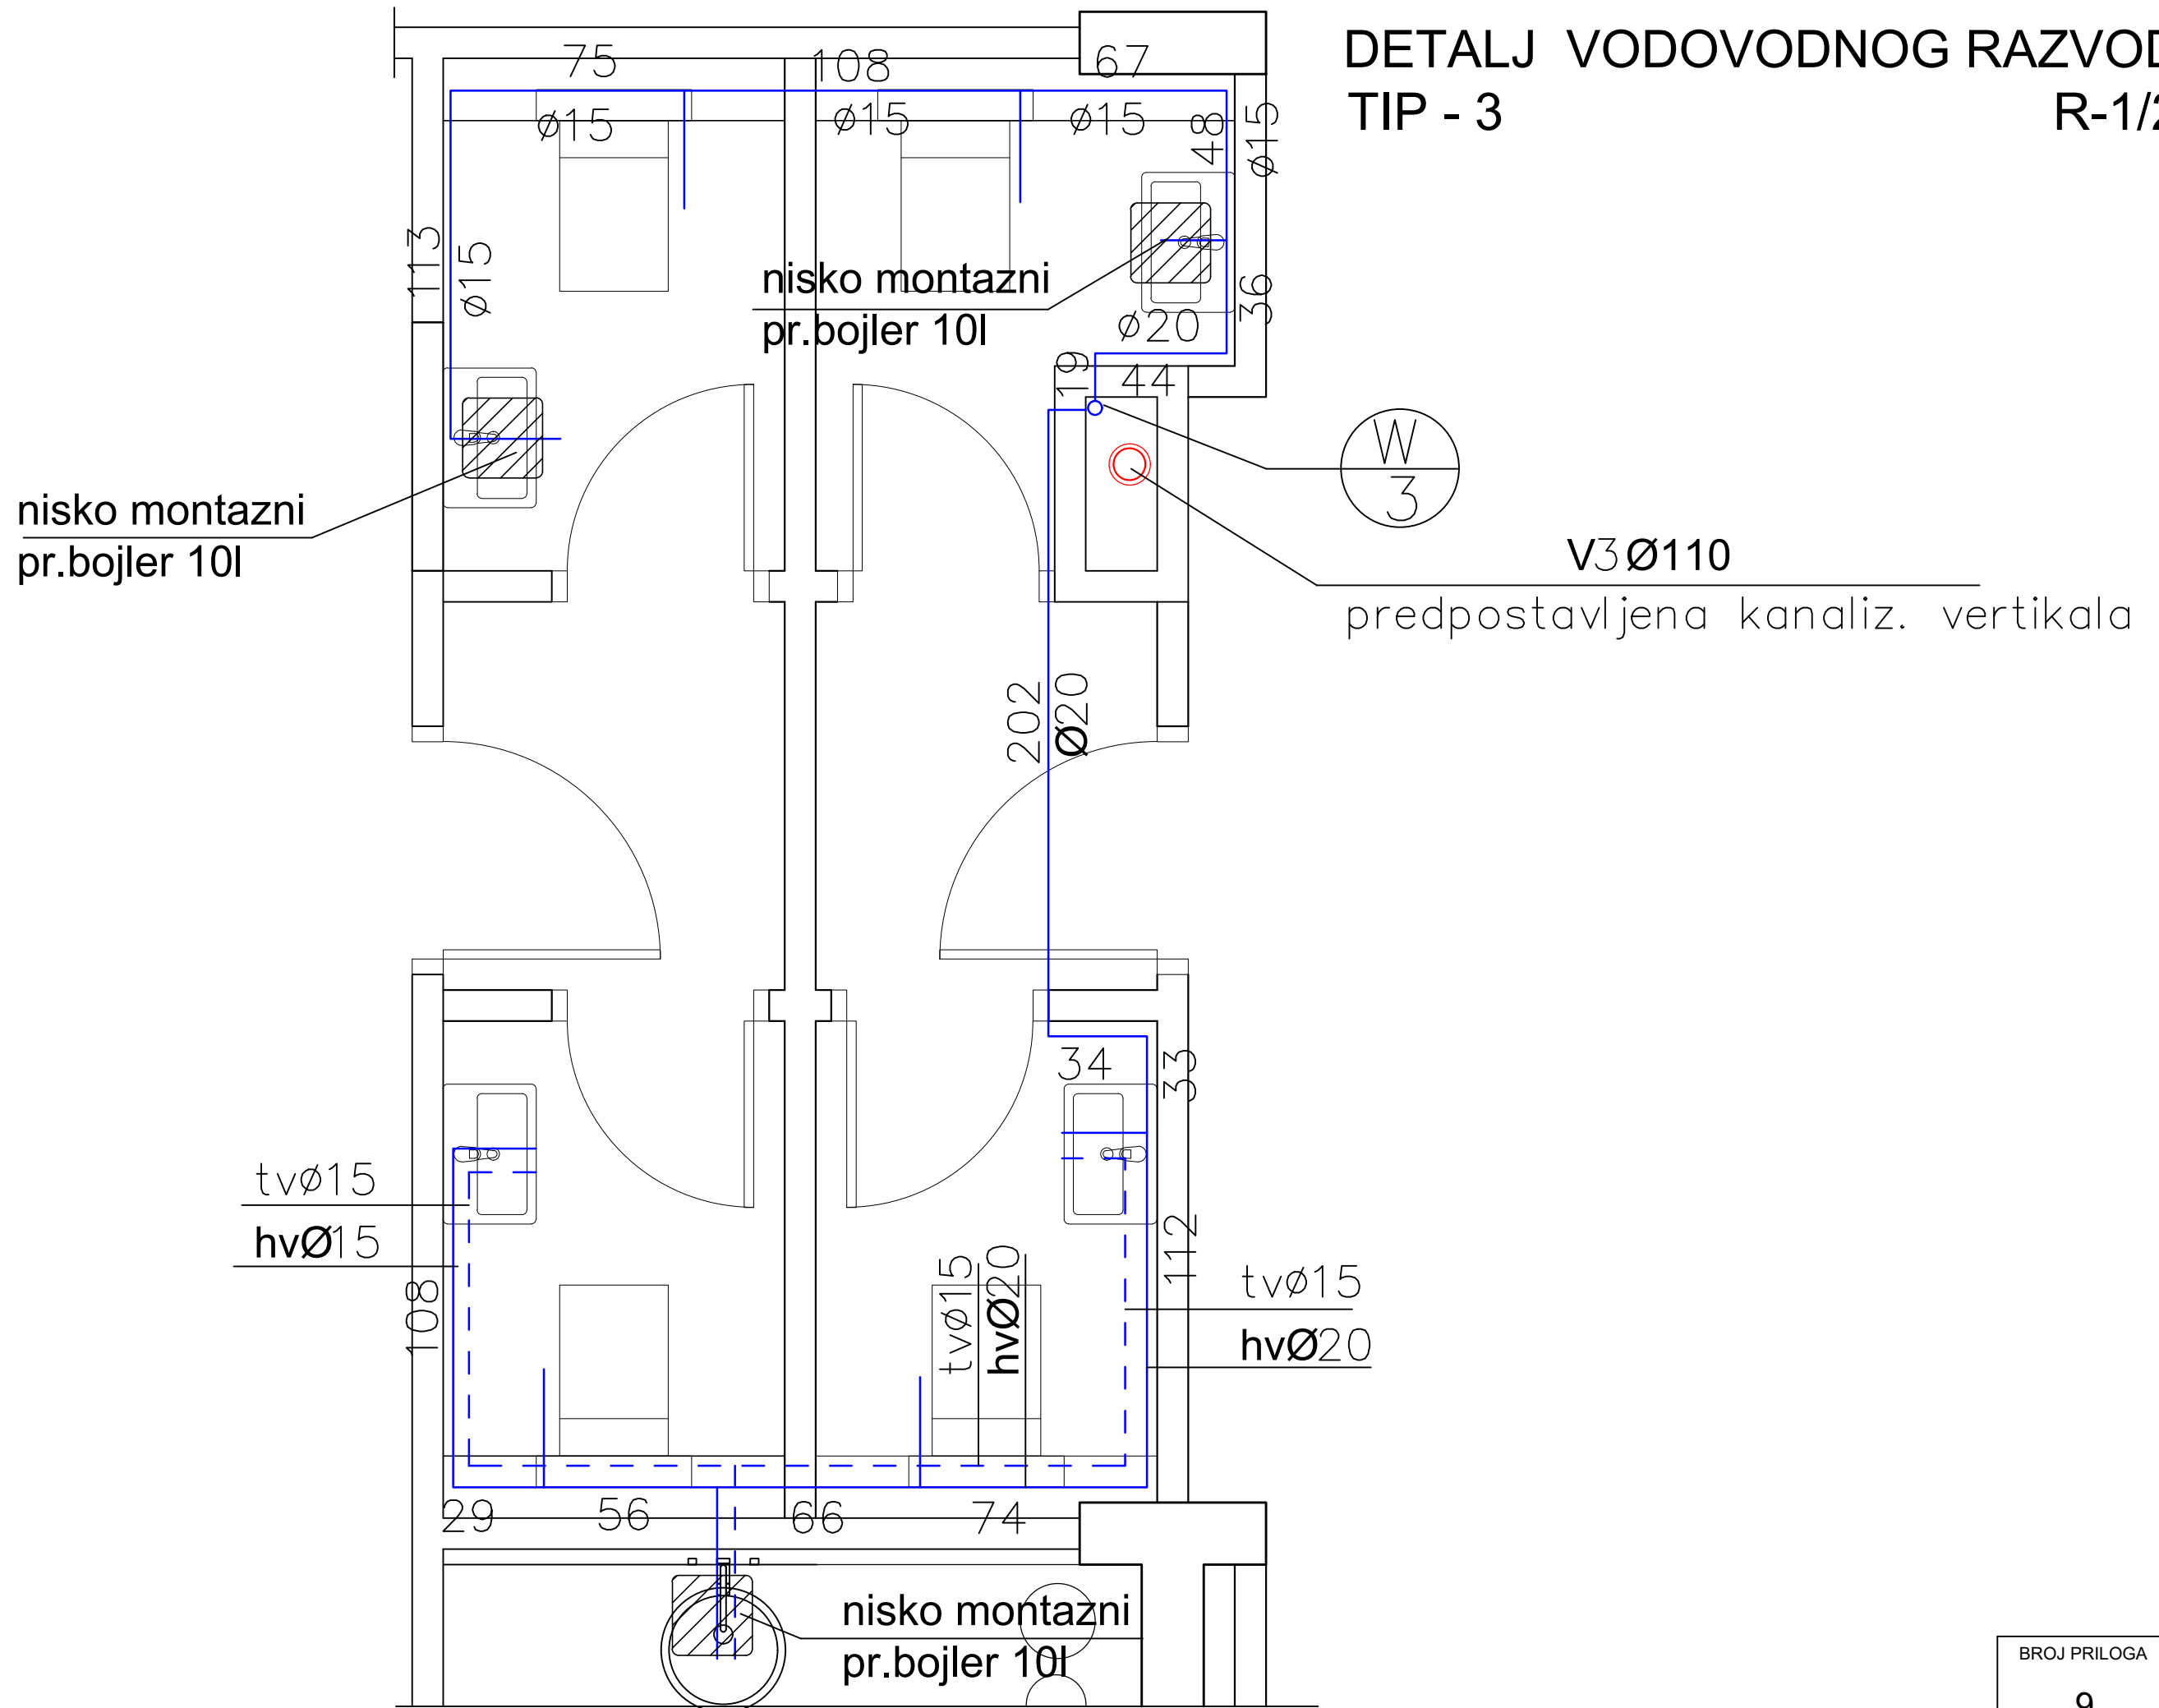 DETALJ VODOVODNOG RAZVOD
TIP - 3
R-1/2
75
108
67
ø15
ø15
ø15
48
ø15
113
ø15
nisko montazni
pr.bojler 10l
36
ø20
19
44
W
3
nisko montazni
pr.bojler 10l
V3Ø110
predpostavljena kanaliz. vertikala
202
Ø20
34
33
tvø15
hvØ15
112
108
tvø15
hvØ20
tvø15
hvØ20
29
56
66
74
nisko montazni
pr.bojler 10l
BROJ PRILOGA
9